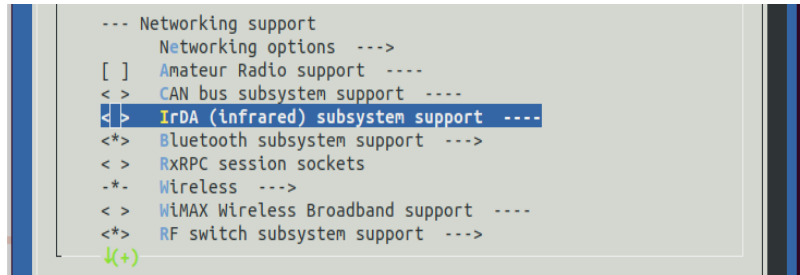 --- Networking support
Networking options --->
[ ] Amateur Radio support ----
< > CAN bus subsystem support ----
< > IrDA (infrared) subsystem support ----
<*> Bluetooth subsystem support --->
< > RxRPC session sockets
-*- Wireless --->
< > WiMAX Wireless Broadband support ----
<*> RF switch subsystem support --->
↓(+)